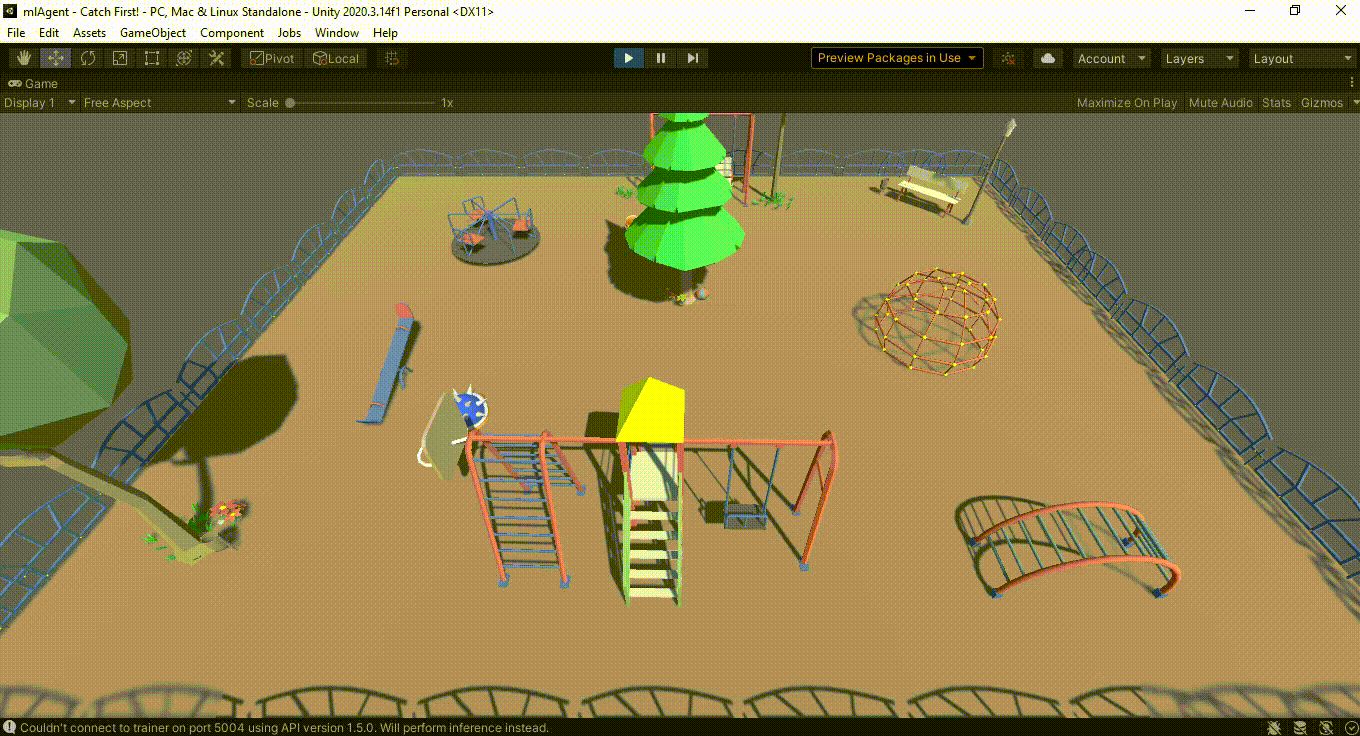 mlAgent - Catch First! - PC, Mac & Linux Standalone - Unity 2020.3.14f1 Personal <DX11>
File Edit Assets GameObject Component Jobs Window Help
Pivot Local Preview Packages in Use Account Layers Layout
Game
Display 1 Free Aspect Scale 1x Maximize On Play Mute Audio Stats Gizmos
Couldn't connect to trainer on port 5004 using API version 1.5.0. Will perform inference instead.